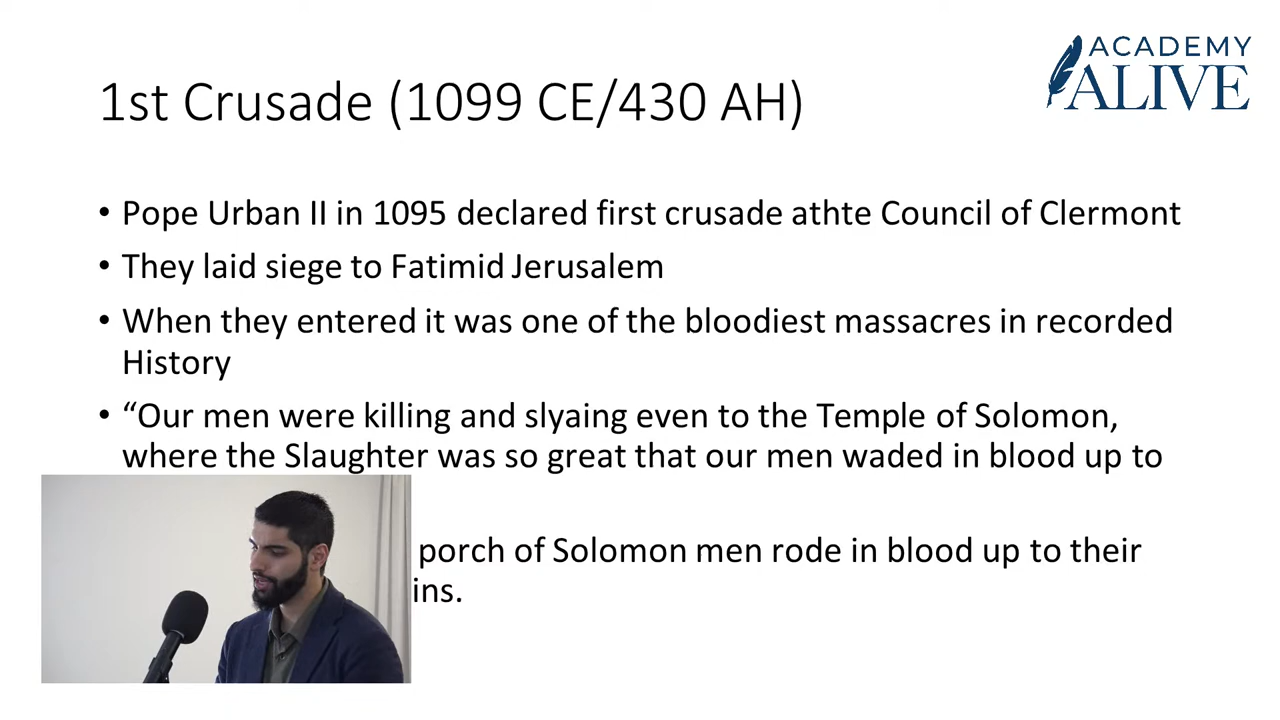 ACADEMY
ALIVE
1st Crusade (1099 CE/430 AH)
• Pope Urban II in 1095 declared first crusade athte Council of Clermont
• They laid siege to Fatimid Jerusalem
• When they entered it was one of the bloodiest massacres in recorded
History
• “Our men were killing and slyaing even to the Temple of Solomon,
where the Slaughter was so great that our men waded in blood up to
porch of Solomon men rode in blood up to their
ins.